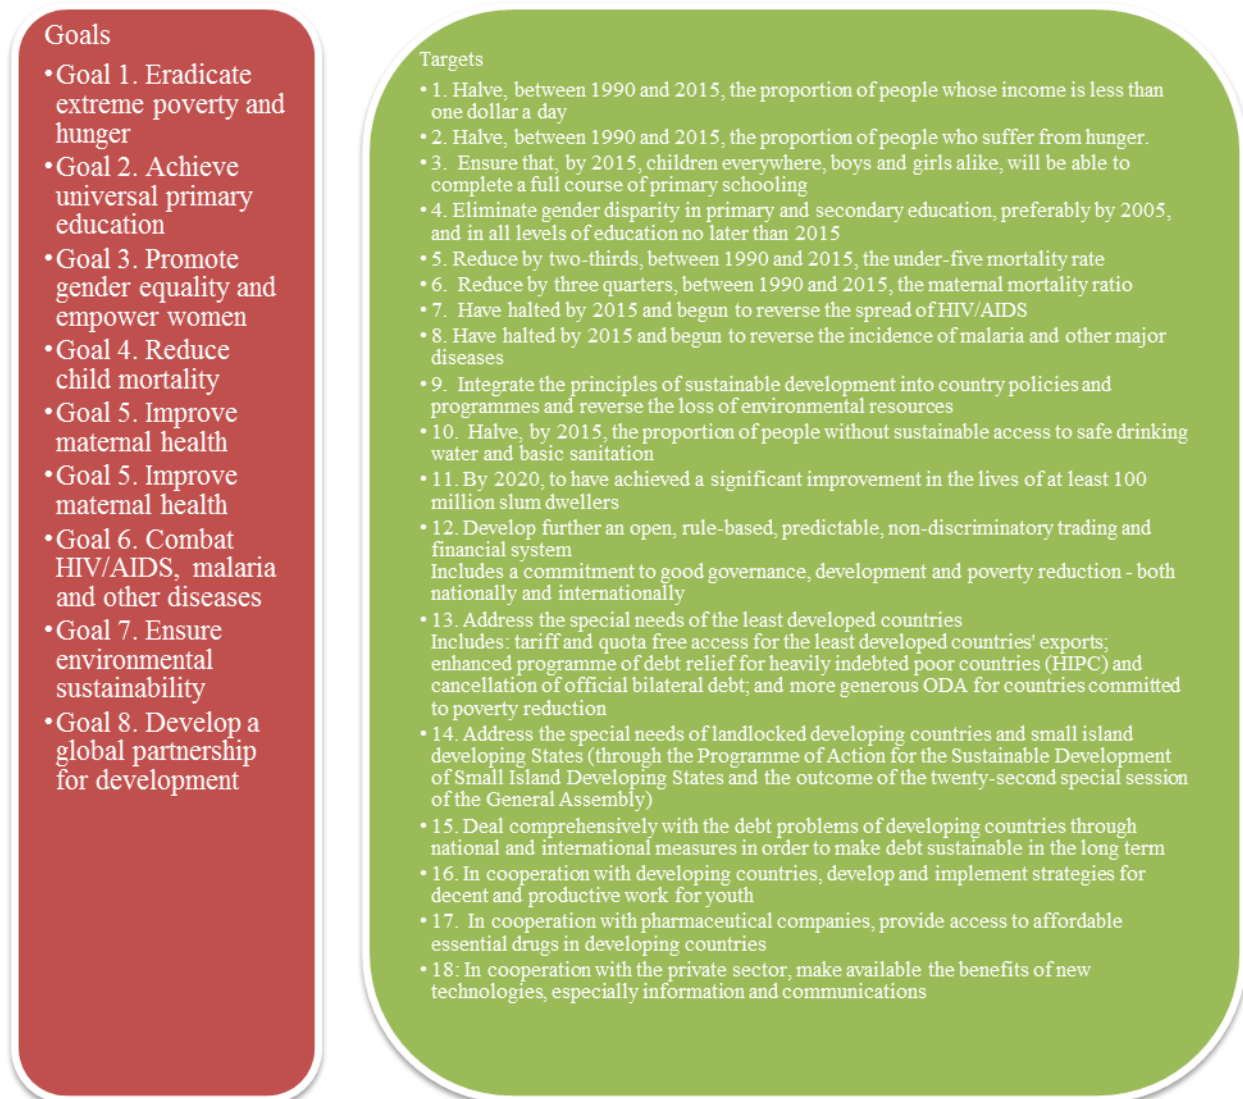 Goals
•Goal 1. Eradicate
extreme poverty and
hunger
•Goal 2. Achieve
universal primary
education
•Goal 3. Promote
gender equality and
empower women
•Goal 4. Reduce
child mortality
•Goal 5. Improve
maternal health
•Goal 5. Improve
maternal health
•Goal 6. Combat
HIV/AIDS, malaria
and other diseases
•Goal 7. Ensure
environmental
sustainability
•Goal 8. Develop a
global partnership
for development
Targets
• 1. Halve, between 1990 and 2015, the proportion of people whose income is less than
one dollar a day
• 2. Halve, between 1990 and 2015, the proportion of people who suffer from hunger.
• 3. Ensure that, by 2015, children everywhere, boys and girls alike, will be able to
complete a full course of primary schooling
• 4. Eliminate gender disparity in primary and secondary education, preferably by 2005,
and in all levels of education no later than 2015
• 5. Reduce by two-thirds, between 1990 and 2015, the under-five mortality rate
• 6. Reduce by three quarters, between 1990 and 2015, the maternal mortality ratio
• 7. Have halted by 2015 and begun to reverse the spread of HIV/AIDS
• 8. Have halted by 2015 and begun to reverse the incidence of malaria and other major
diseases
• 9. Integrate the principles of sustainable development into country policies and
programmes and reverse the loss of environmental resources
• 10. Halve, by 2015, the proportion of people without sustainable access to safe drinking
water and basic sanitation
• 11. By 2020, to have achieved a significant improvement in the lives of at least 100
million slum dwellers
• 12. Develop further an open, rule-based, predictable, non-discriminatory trading and
financial system
Includes a commitment to good governance, development and poverty reduction - both
nationally and internationally
• 13. Address the special needs of the least developed countries
Includes: tariff and quota free access for the least developed countries' exports;
enhanced programme of debt relief for heavily indebted poor countries (HIPC) and
cancellation of official bilateral debt; and more generous ODA for countries committed
to poverty reduction
• 14. Address the special needs of landlocked developing countries and small island
developing States (through the Programme of Action for the Sustainable Development
of Small Island Developing States and the outcome of the twenty-second special session
of the General Assembly)
• 15. Deal comprehensively with the debt problems of developing countries through
national and international measures in order to make debt sustainable in the long term
• 16. In cooperation with developing countries, develop and implement strategies for
decent and productive work for youth
• 17. In cooperation with pharmaceutical companies, provide access to affordable
essential drugs in developing countries
• 18: In cooperation with the private sector, make available the benefits of new
technologies, especially information and communications